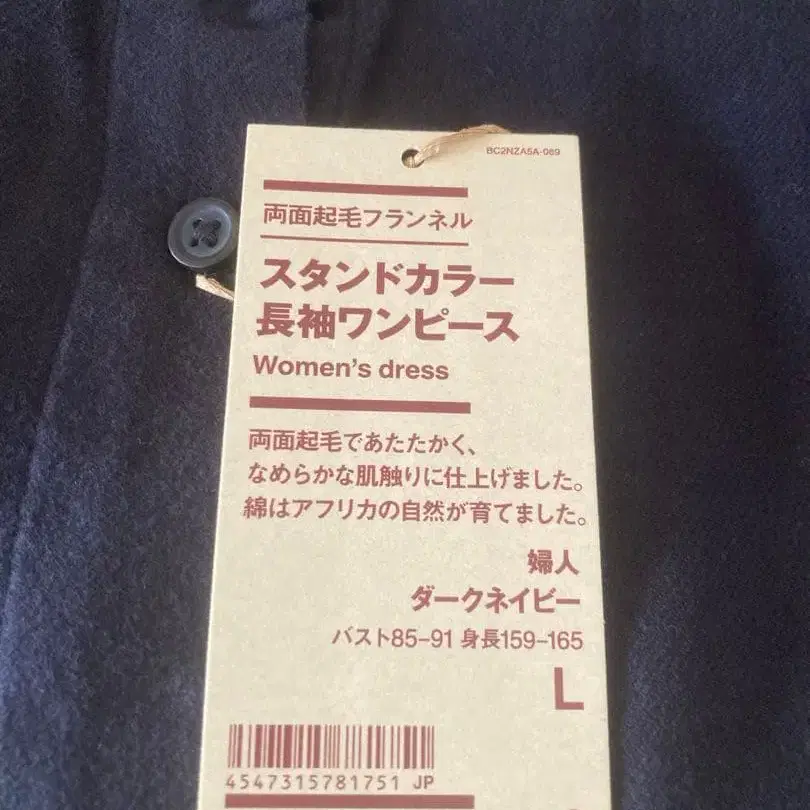 BC2NZA5A-089
両面起毛フランネル
スタンドカラー
長袖ワンピース
Women's dress
両面起毛であたたかく、
なめらかな肌触りに仕上げました。
綿はアフリカの自然が育てました。
婦人
ダークネイビー
バスト85-91 身長159-165
L
4547315781751 JP